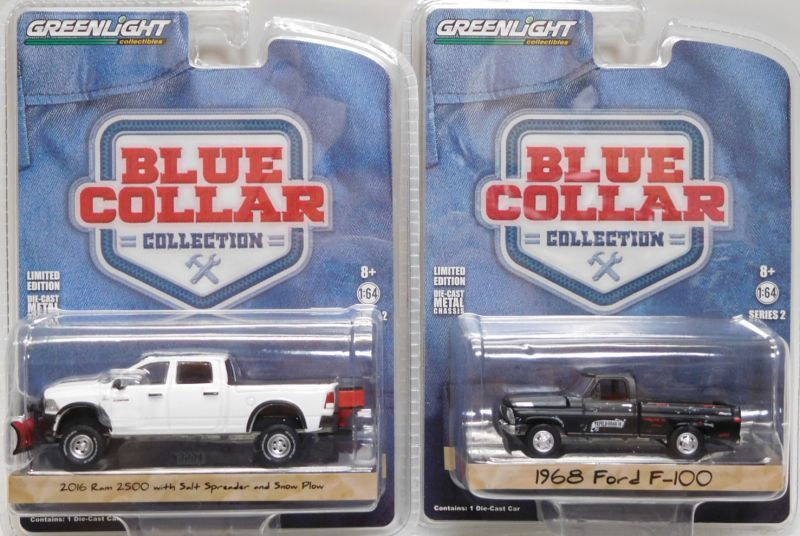 GREENLIGHT
collectibles
BLUE
COLLAR
COLLECTION
LIMITED
EDITION
DIE-CAST
METAL
8+
1:64
2
2016 Ram 2500 with Salt Spreader and Snow Plow
Contains: 1 Die-Cast Car
GREENLIGHT
collectibles
BLUE
COLLAR
COLLECTION
LIMITED
EDITION
DIE-CAST
METAL
CHASSIS
8+
1:64
SERIES 2
1968 Ford F-100
Contains: 1 Die-Cast Car